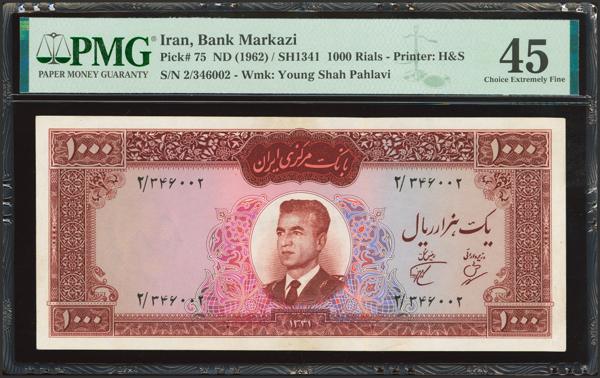 PMG
PAPER MONEY GUARANTY
Iran, Bank Markazi
Pick# 75 ND (1962) / SH1341 1000 Rials - Printer: H&S
S/N 2/346002 - Wmk: Young Shah Pahlavi
45
Choice Extremely Fine
۱۰۰۰ بانک مرکزی ایران ۱۰۰۰
۲/۳۴۶۰۰۲ ۲/۳۴۶۰۰۲
یک هزار ریال
۲/۳۴۶۰۰۲ ۲/۳۴۶۰۰۲
۱۰۰۰ ۱۳۴۱ ۱۰۰۰